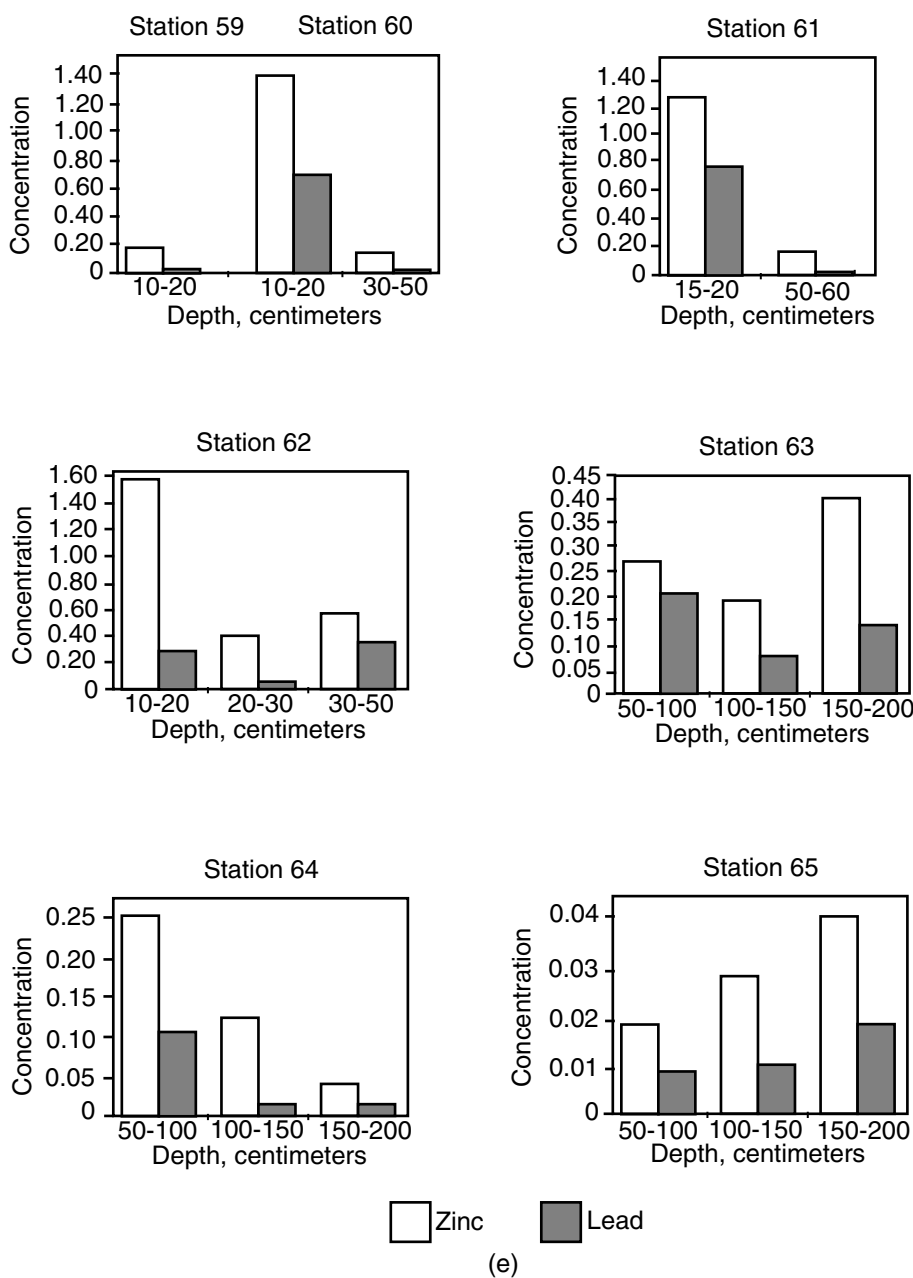 Station 59 Station 60
Concentration
1.40
1.20
1.00
0.80
0.60
0.40
0.20
0
10-20 10-20 30-50
Depth, centimeters
Station 61
Concentration
1.40
1.20
1.00
0.80
0.60
0.40
0.20
0
15-20 50-60
Depth, centimeters
Station 62
Concentration
1.60
1.40
1.20
1.00
0.80
0.60
0.40
0.20
0
10-20 20-30 30-50
Depth, centimeters
Station 63
Concentration
0.45
0.40
0.35
0.30
0.25
0.20
0.15
0.10
0.05
0
50-100 100-150 150-200
Depth, centimeters
Station 64
Concentration
0.25
0.20
0.15
0.10
0.05
0
50-100 100-150 150-200
Depth, centimeters
Station 65
Concentration
0.04
0.03
0.02
0.01
0
50-100 100-150 150-200
Depth, centimeters
Zinc Lead
(e)